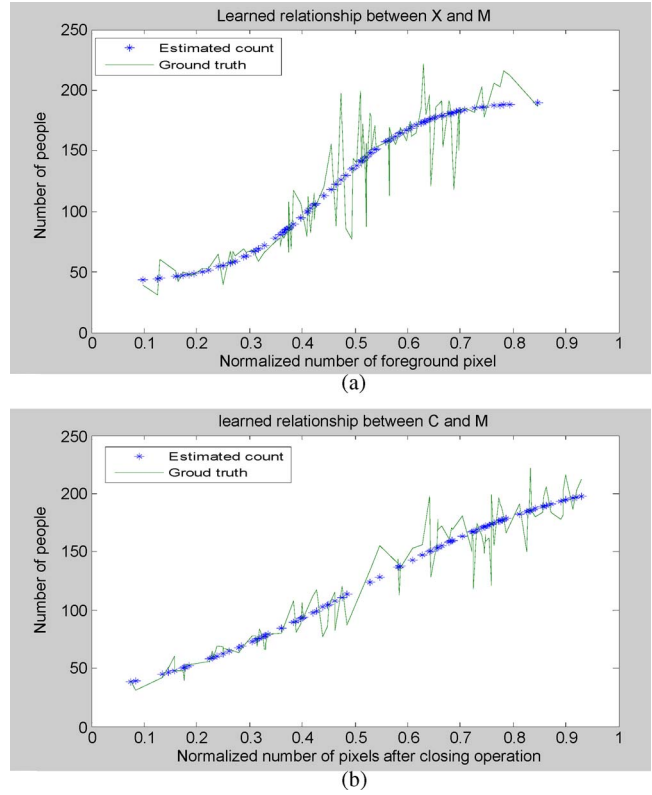 Learned relationship between X and M
250
200
150
100
50
0
Number of people
Estimated count
Ground truth
0 0.1 0.2 0.3 0.4 0.5 0.6 0.7 0.8 0.9 1
Normalized number of foreground pixel
(a)
learned relationship between C and M
250
200
150
100
50
0
Number of people
Estimated count
Groud truth
0 0.1 0.2 0.3 0.4 0.5 0.6 0.7 0.8 0.9 1
Normalized number of pixels after closing operation
(b)